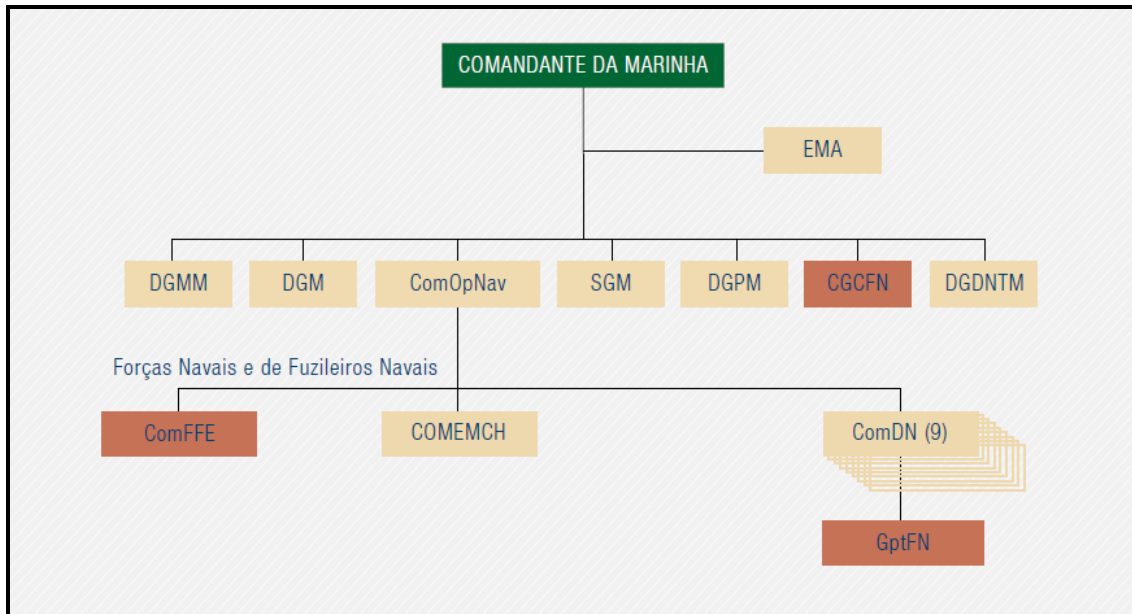 COMANDANTE DA MARINHA
EMA
DGMM
DGM
ComOpNav
SGM
DGPM
CGCFN
DGDNTM
Forças Navais e de Fuzileiros Navais
ComFFE
COMEMCH
ComDN (9)
GptFN